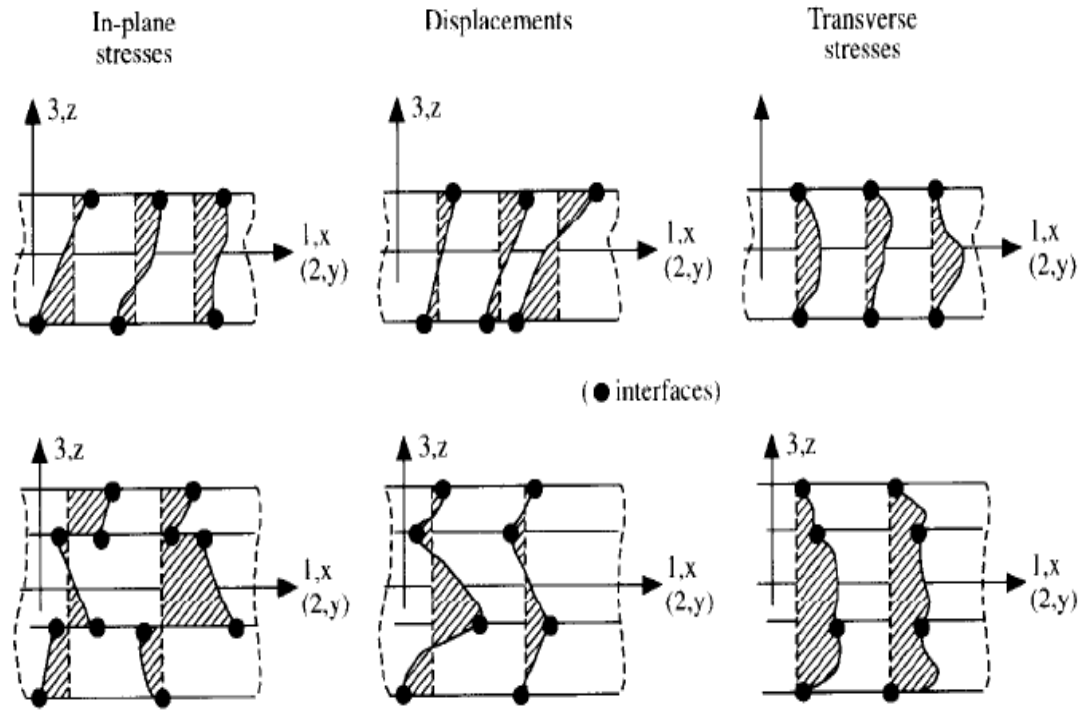 In-plane
stresses
Displacements
Transverse
stresses
3,z
1,x
(2,y)
3,z
1,x
(2,y)
1,x
(2,y)
(● interfaces)
3,z
1,x
(2,y)
3,z
1,x
(2,y)
3,z
1,x
(2,y)